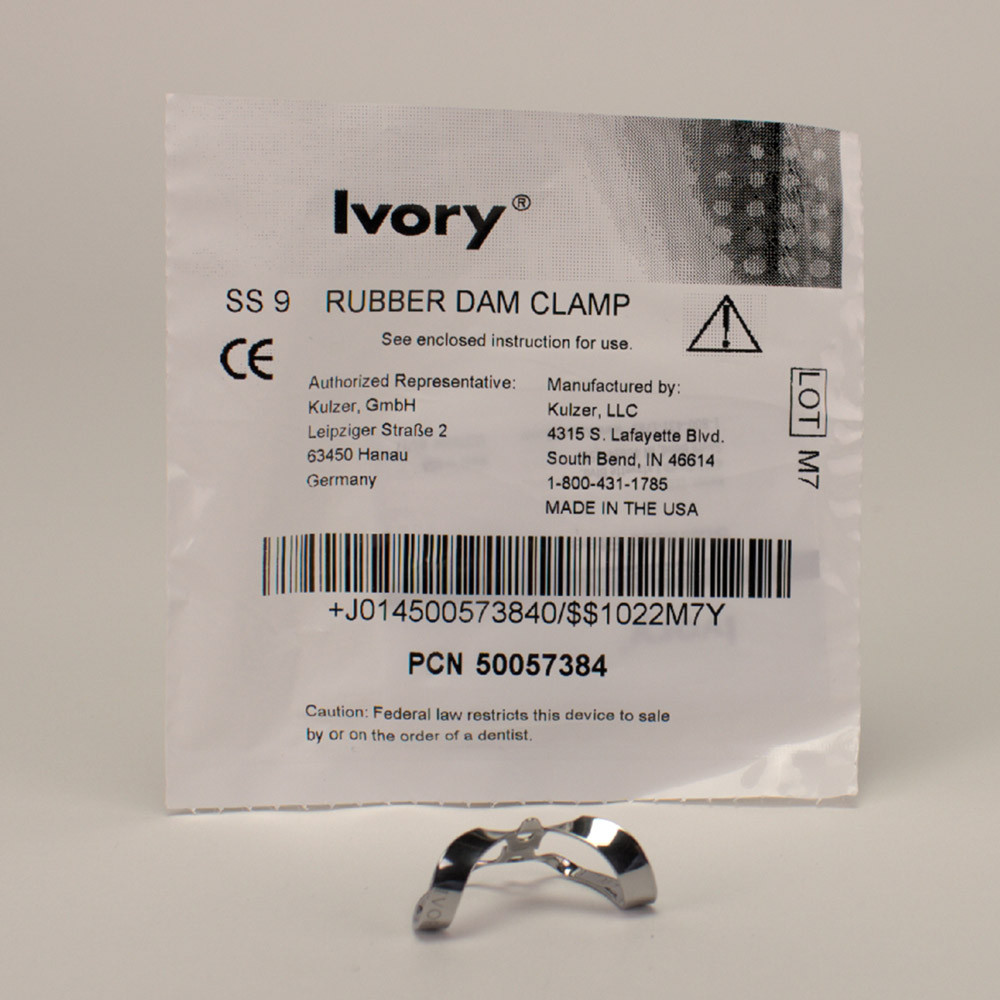 Ivory®
SS 9 RUBBER DAM CLAMP
See enclosed instruction for use.
CE
Authorized Representative:
Kulzer, GmbH
Leipziger Straße 2
63450 Hanau
Germany
Manufactured by:
Kulzer, LLC
4315 S. Lafayette Blvd.
South Bend, IN 46614
1-800-431-1785
MADE IN THE USA
LOT M7
+J014500573840/$$1022M7Y
PCN 50057384
Caution: Federal law restricts this device to sale
by or on the order of a dentist.